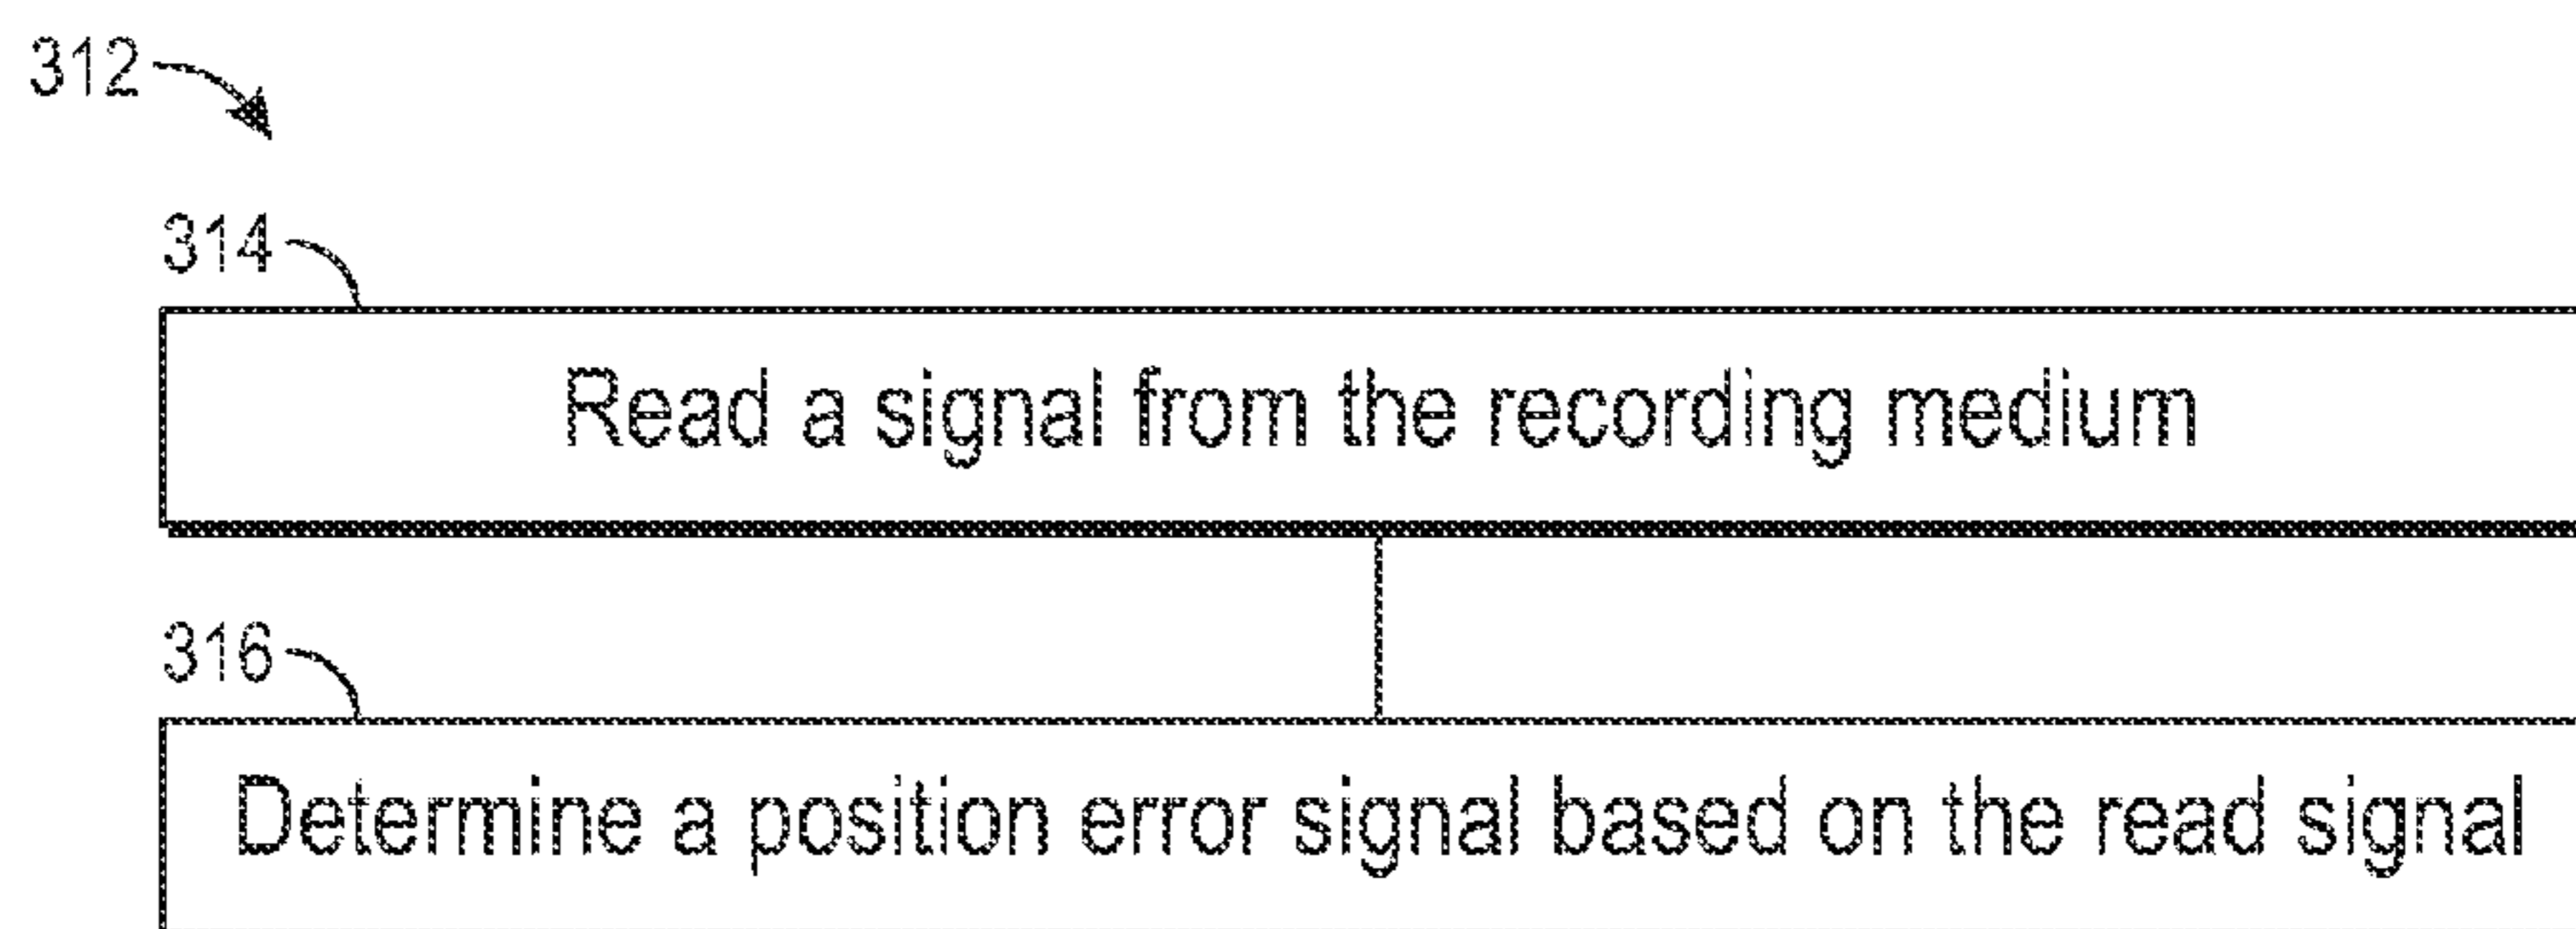 312
314
Read a signal from the recording medium
316
Determine a position error signal based on the read signal